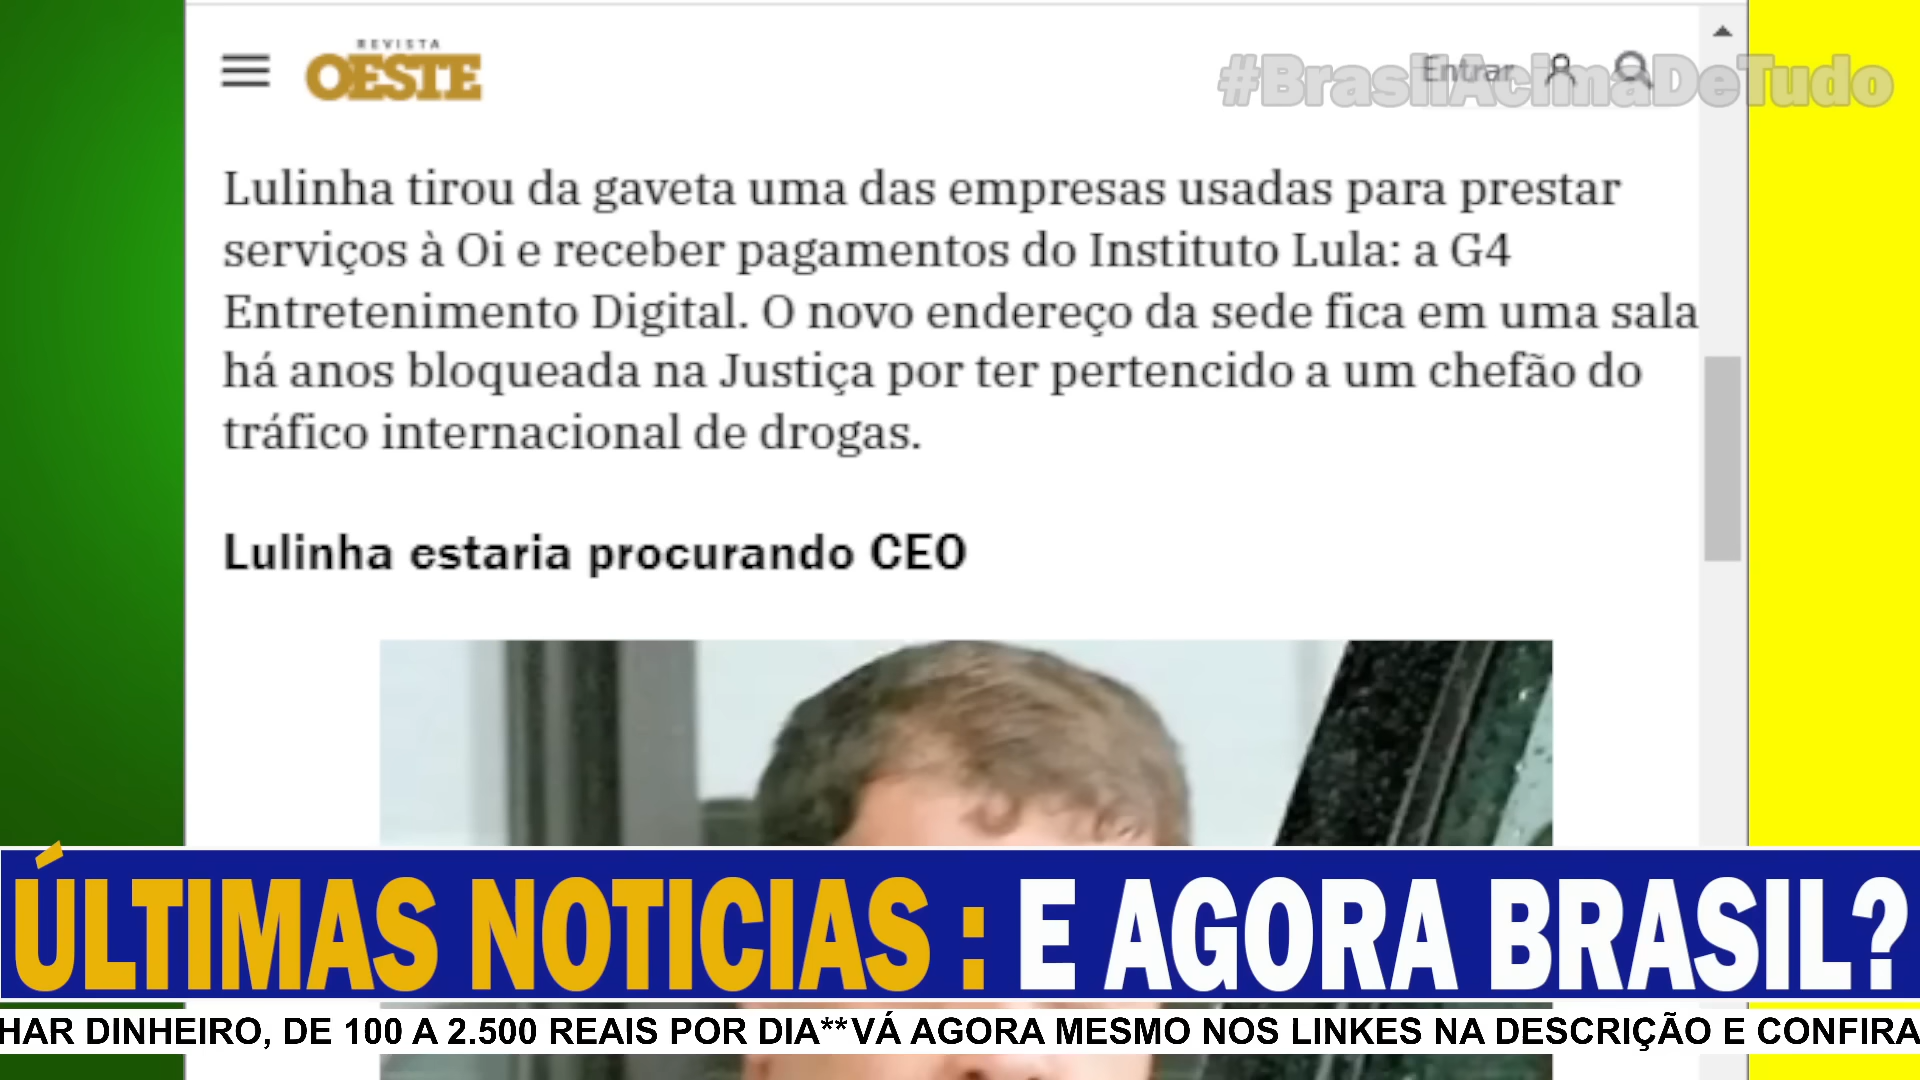 REVISTA
OESTE
Entrar
#BrasilAcimaDeTudo
Lulinha tirou da gaveta uma das empresas usadas para prestar
serviços à Oi e receber pagamentos do Instituto Lula: a G4
Entretenimento Digital. O novo endereço da sede fica em uma sala
há anos bloqueada na Justiça por ter pertencido a um chefão do
tráfico internacional de drogas.
Lulinha estaria procurando CEO
ÚLTIMAS NOTICIAS : E AGORA BRASIL?
HAR DINHEIRO, DE 100 A 2.500 REAIS POR DIA**VÁ AGORA MESMO NOS LINKES NA DESCRIÇÃO E CONFIRA